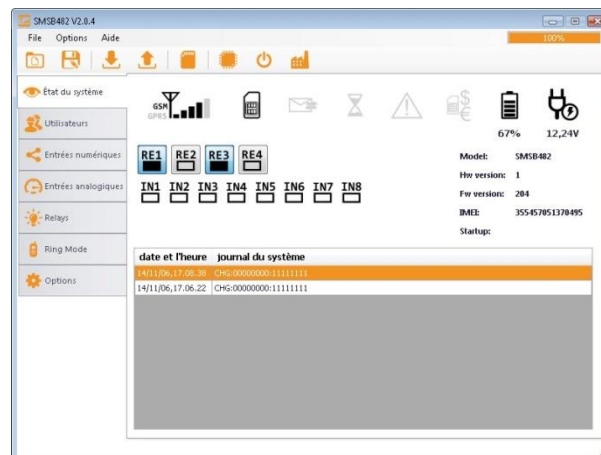 SMSB482 V2.0.4
File Options Aide
100%
État du système
Utilisateurs
Entrées numériques
Entrées analogiques
Relays
Ring Mode
Options
GSM
GPRS
67% 12,24V
RE1 RE2 RE3 RE4
IN1 IN2 IN3 IN4 IN5 IN6 IN7 IN8
Model: SMSB482
Hw version: 1
Fw version: 204
IMEI: 355457051370495
Startup:
date et l'heure journal du système
14/11/06,17.08.38 CHG:00000000:11111111
14/11/06,17.06.22 CHG:00000000:11111111